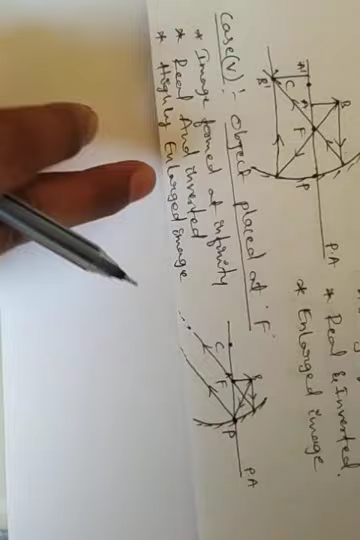 * Real & Inverted.
* Enlarged image
P.A
B
A
A'
C
F
P
B'
Case(V):- Object placed at 'F'
* Image formed at infinity
* Real And inverted
* Highly Enlarged image
P.A
B
C
F
P